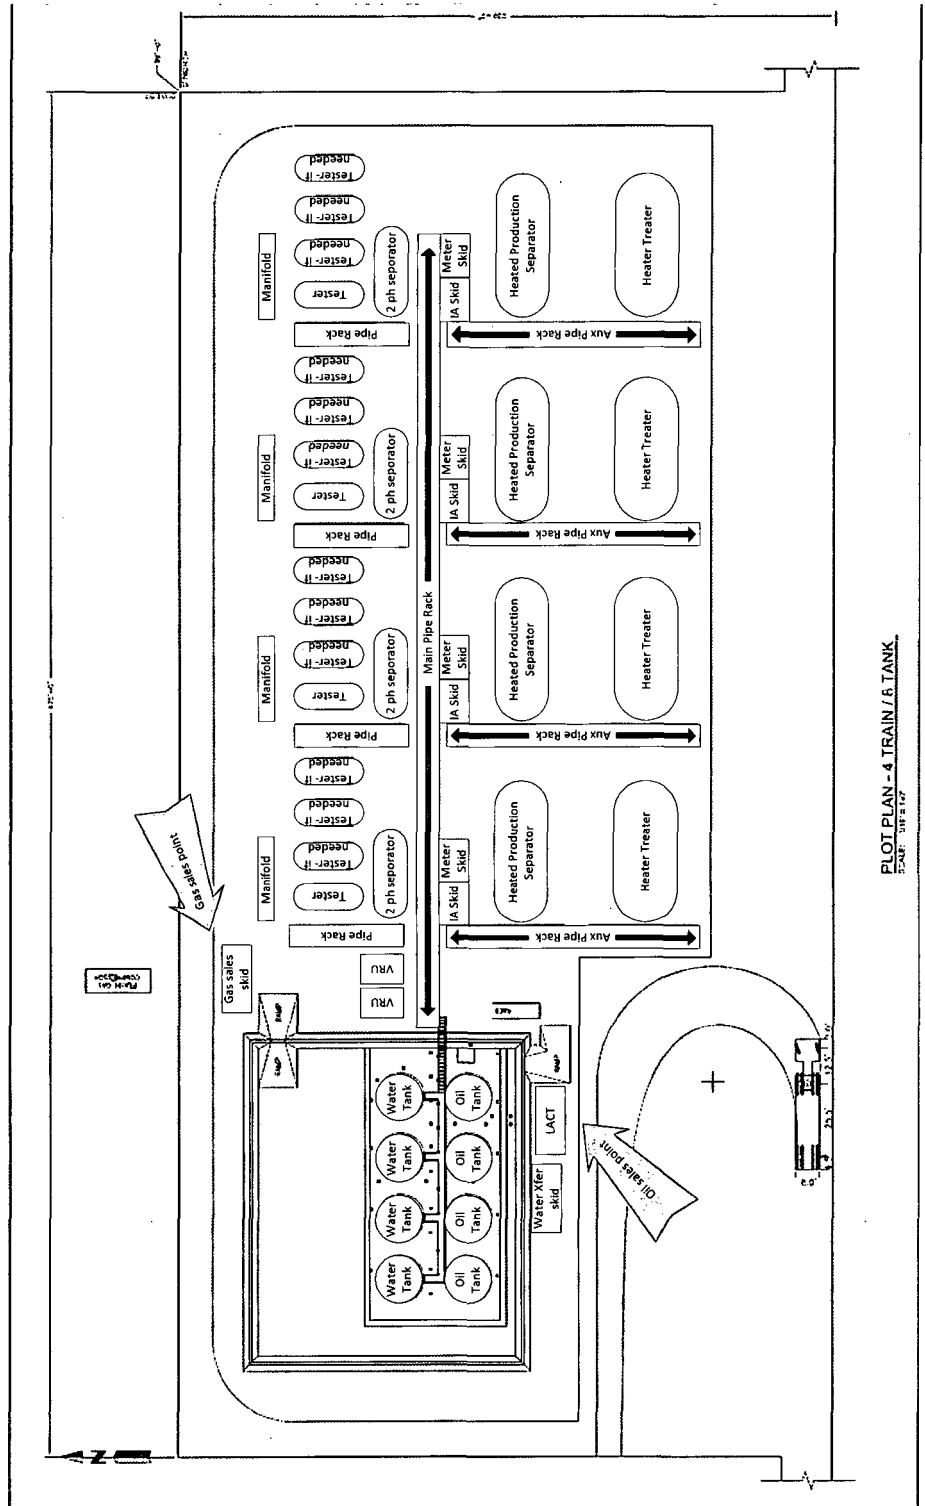 Tester-if
needed
Tester-if
needed
Tester-if
needed
Tester
Manifold
2 ph seporator
Pipe Rack
Meter
Skid
IA Skid
Heated Production
Separator
Heater Treater
Aux Pipe Rack
Tester-if
needed
Tester-if
needed
Tester-if
needed
Tester
Manifold
2 ph seporator
Pipe Rack
Meter
Skid
IA Skid
Heated Production
Separator
Heater Treater
Aux Pipe Rack
Main Pipe Rack
Tester-if
needed
Tester-if
needed
Tester-if
needed
Tester
Manifold
2 ph seporator
Pipe Rack
Meter
Skid
IA Skid
Heated Production
Separator
Heater Treater
Aux Pipe Rack
Tester-if
needed
Tester-if
needed
Tester-if
needed
Tester
Manifold
2 ph seporator
Pipe Rack
Meter
Skid
IA Skid
Heated Production
Separator
Heater Treater
Aux Pipe Rack
Gas sales point
Gas sales
skid
VRU
VRU
RAMP
RAMP
RAMP
Water
Tank
Water
Tank
Water
Tank
Water
Tank
Oil
Tank
Oil
Tank
Oil
Tank
Oil
Tank
LACT
Water Xfer
skid
Oil sales point
8.0'
N
PLOT PLAN - 4 TRAIN / 8 TANK
SCALE: